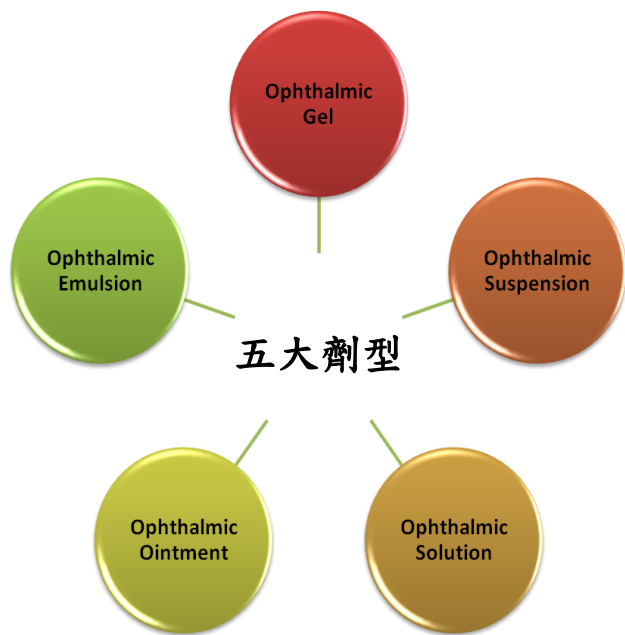 Ophthalmic
Gel
Ophthalmic
Emulsion
Ophthalmic
Suspension
五大劑型
Ophthalmic
Ointment
Ophthalmic
Solution